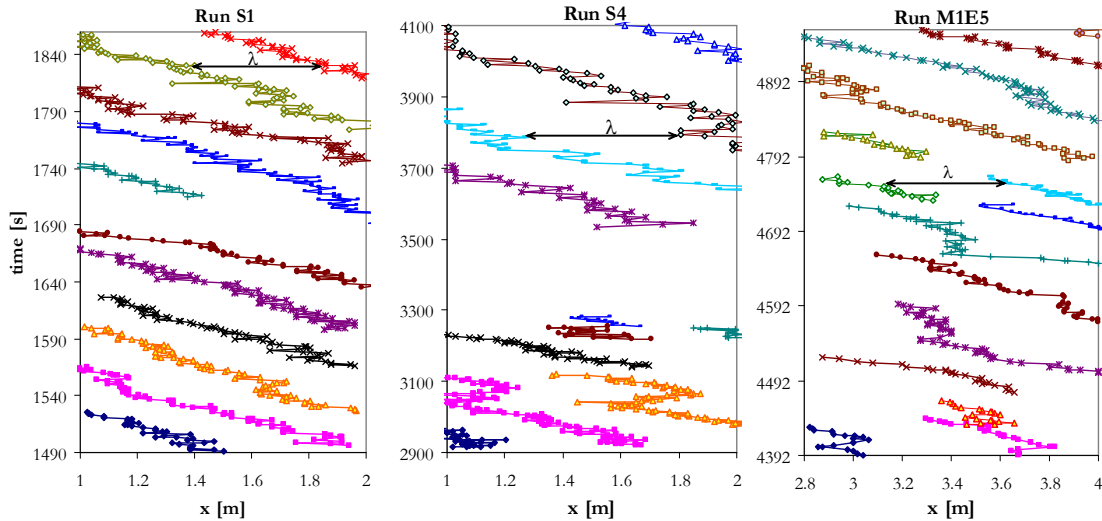 Run S1
Run S4
Run M1E5
time [s]
1840
1790
1740
1690
1640
1590
1540
1490
λ
1 1.2 1.4 1.6 1.8 2
x [m]
4100
3900
3700
3500
3300
3100
2900
λ
1 1.2 1.4 1.6 1.8 2
x [m]
4892
4792
4692
4592
4492
4392
λ
2.8 3 3.2 3.4 3.6 3.8 4
x [m]